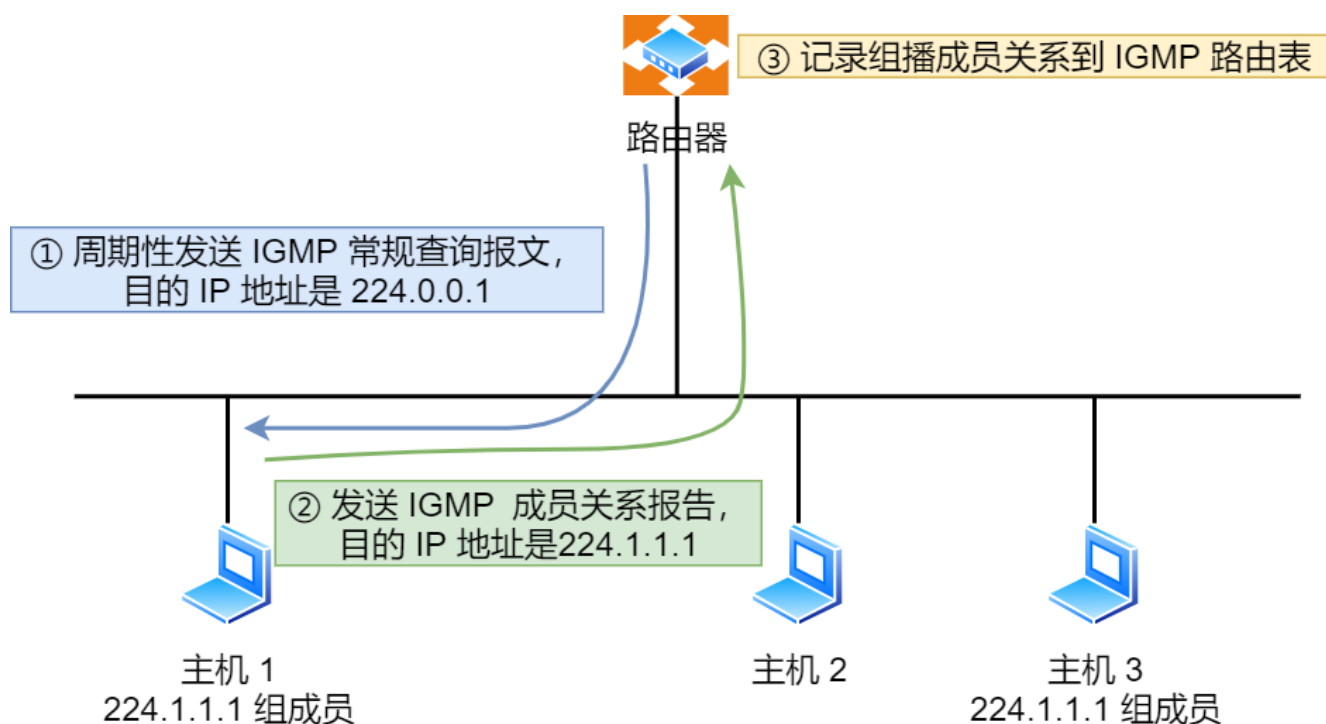 ③ 记录组播成员关系到 IGMP 路由表
路由器
① 周期性发送 IGMP 常规查询报文，
目的 IP 地址是 224.0.0.1
② 发送 IGMP 成员关系报告，
目的 IP 地址是224.1.1.1
主机 1
224.1.1.1 组成员
主机 2
主机 3
224.1.1.1 组成员